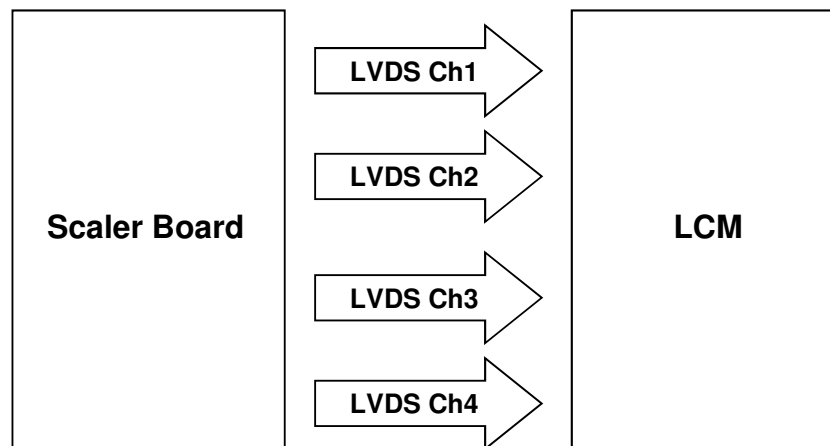 LVDS Ch1
LVDS Ch2
Scaler Board
LCM
LVDS Ch3
LVDS Ch4